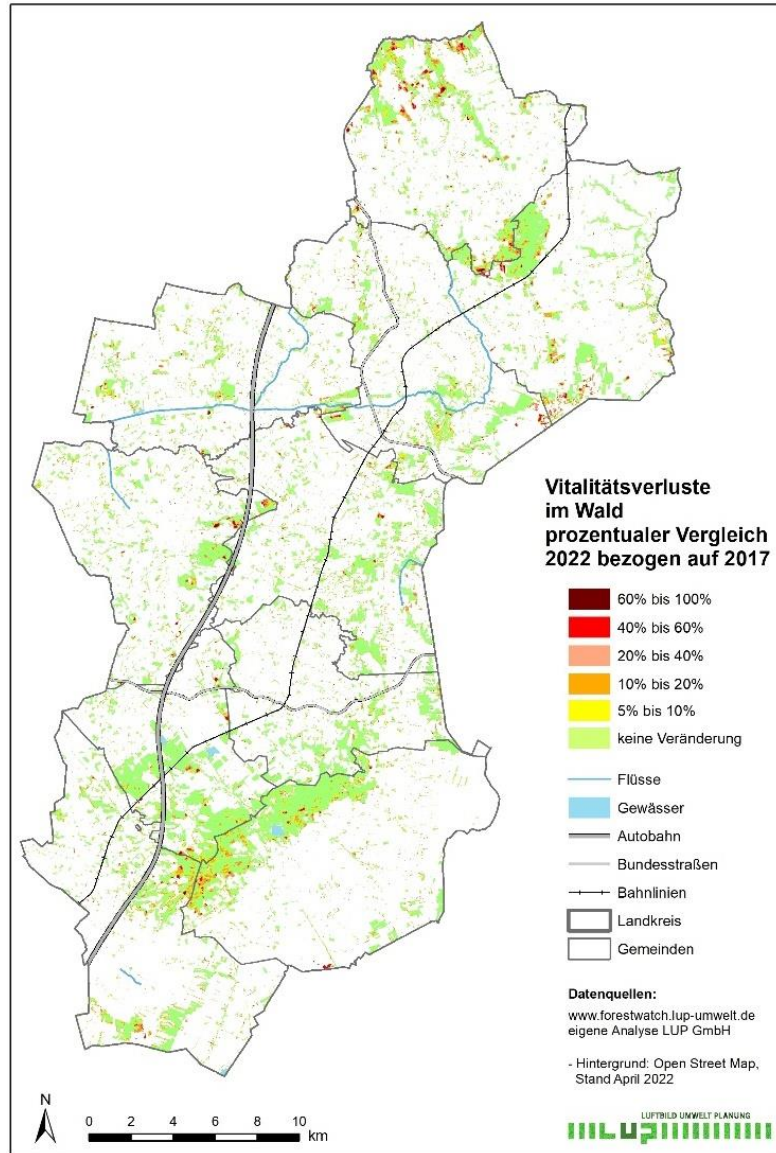 Vitalitätsverluste
im Wald
prozentualer Vergleich
2022 bezogen auf 2017
60% bis 100%
40% bis 60%
20% bis 40%
10% bis 20%
5% bis 10%
keine Veränderung
Flüsse
Gewässer
Autobahn
Bundesstraßen
Bahnlinien
Landkreis
Gemeinden
Datenquellen:
www.forestwatch.lup-umwelt.de
eigene Analyse LUP GmbH
- Hintergrund: Open Street Map,
Stand April 2022
N
0 2 4 6 8 10
km
LUFTBILD UMWELT PLANUNG
LUP